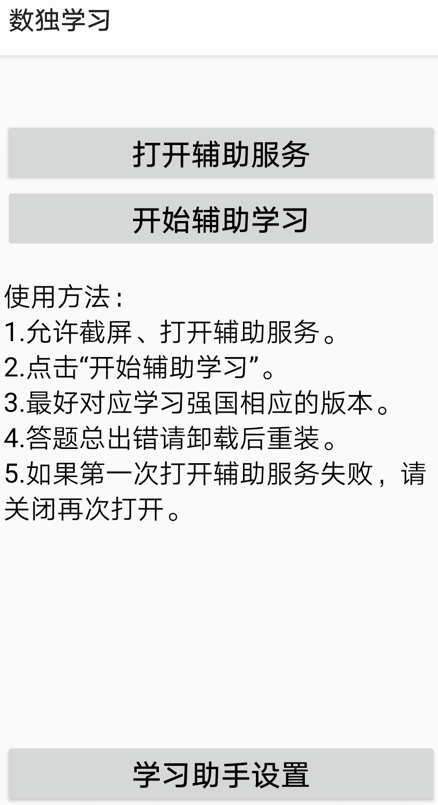 数独学习
打开辅助服务
开始辅助学习
使用方法：
1.允许截屏、打开辅助服务。
2.点击“开始辅助学习”。
3.最好对应学习强国相应的版本。
4.答题总出错请卸载后重装。
5.如果第一次打开辅助服务失败，请
关闭再次打开。
学习助手设置